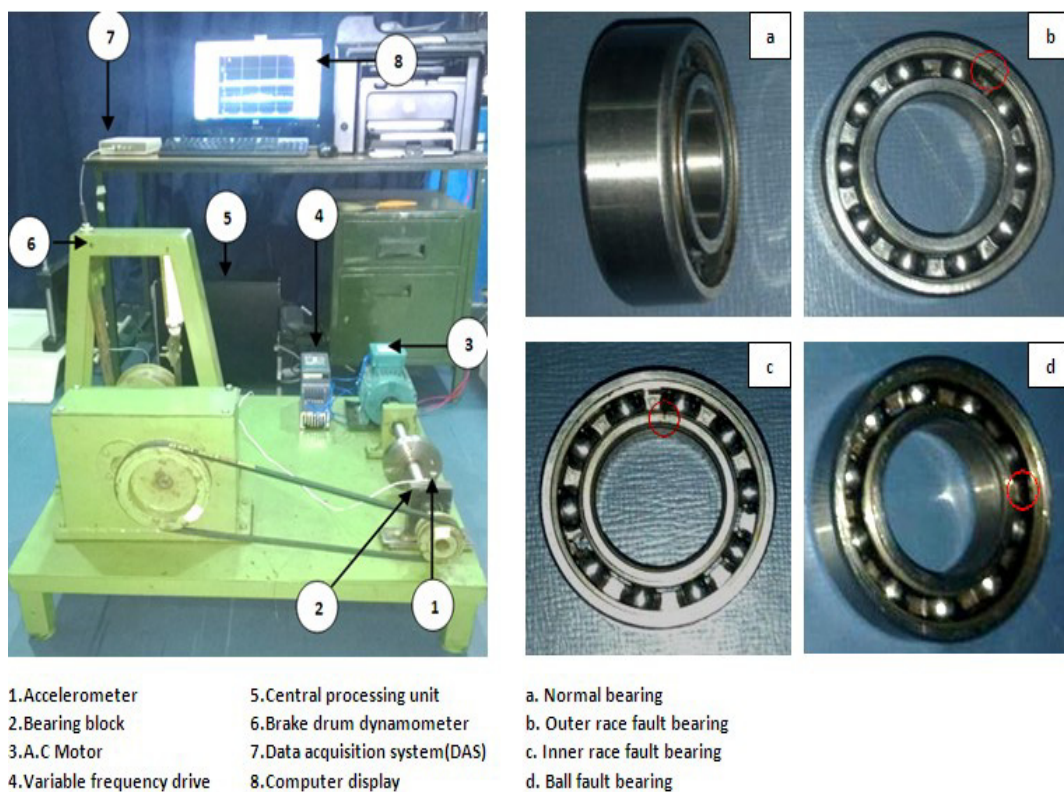 7
8
a
b
5
4
6
3
c
d
2
1
1.Accelerometer
2.Bearing block
3.A.C Motor
4.Variable frequency drive
5.Central processing unit
6.Brake drum dynamometer
7.Data acquisition system(DAS)
8.Computer display
a. Normal bearing
b. Outer race fault bearing
c. Inner race fault bearing
d. Ball fault bearing